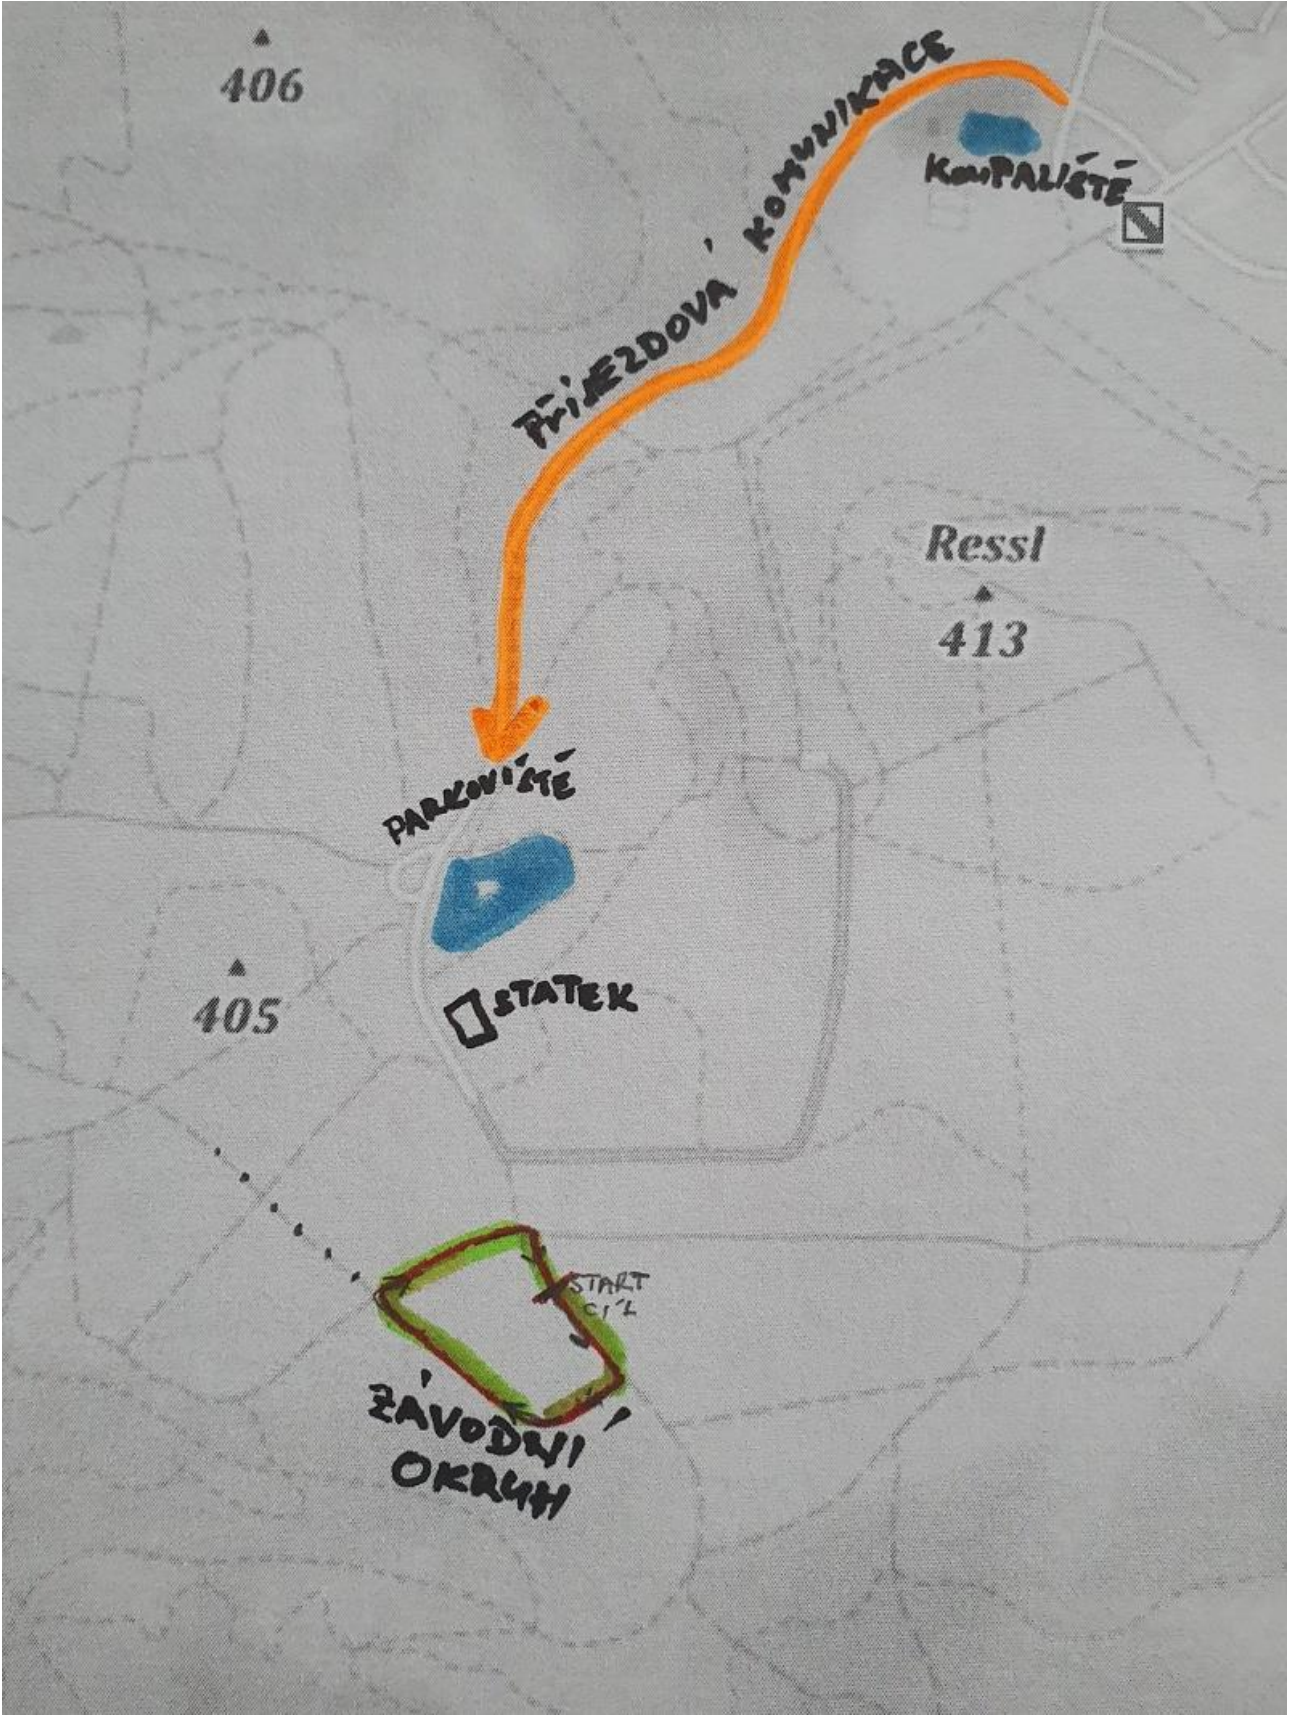 406
PŘÍJEZDOVÁ KOMUNIKACE
KOUPALIŠTĚ
Ressl
413
PARKOVIŠTĚ
405
STATEK
START
CÍL
ZÁVODNÍ
OKRUH